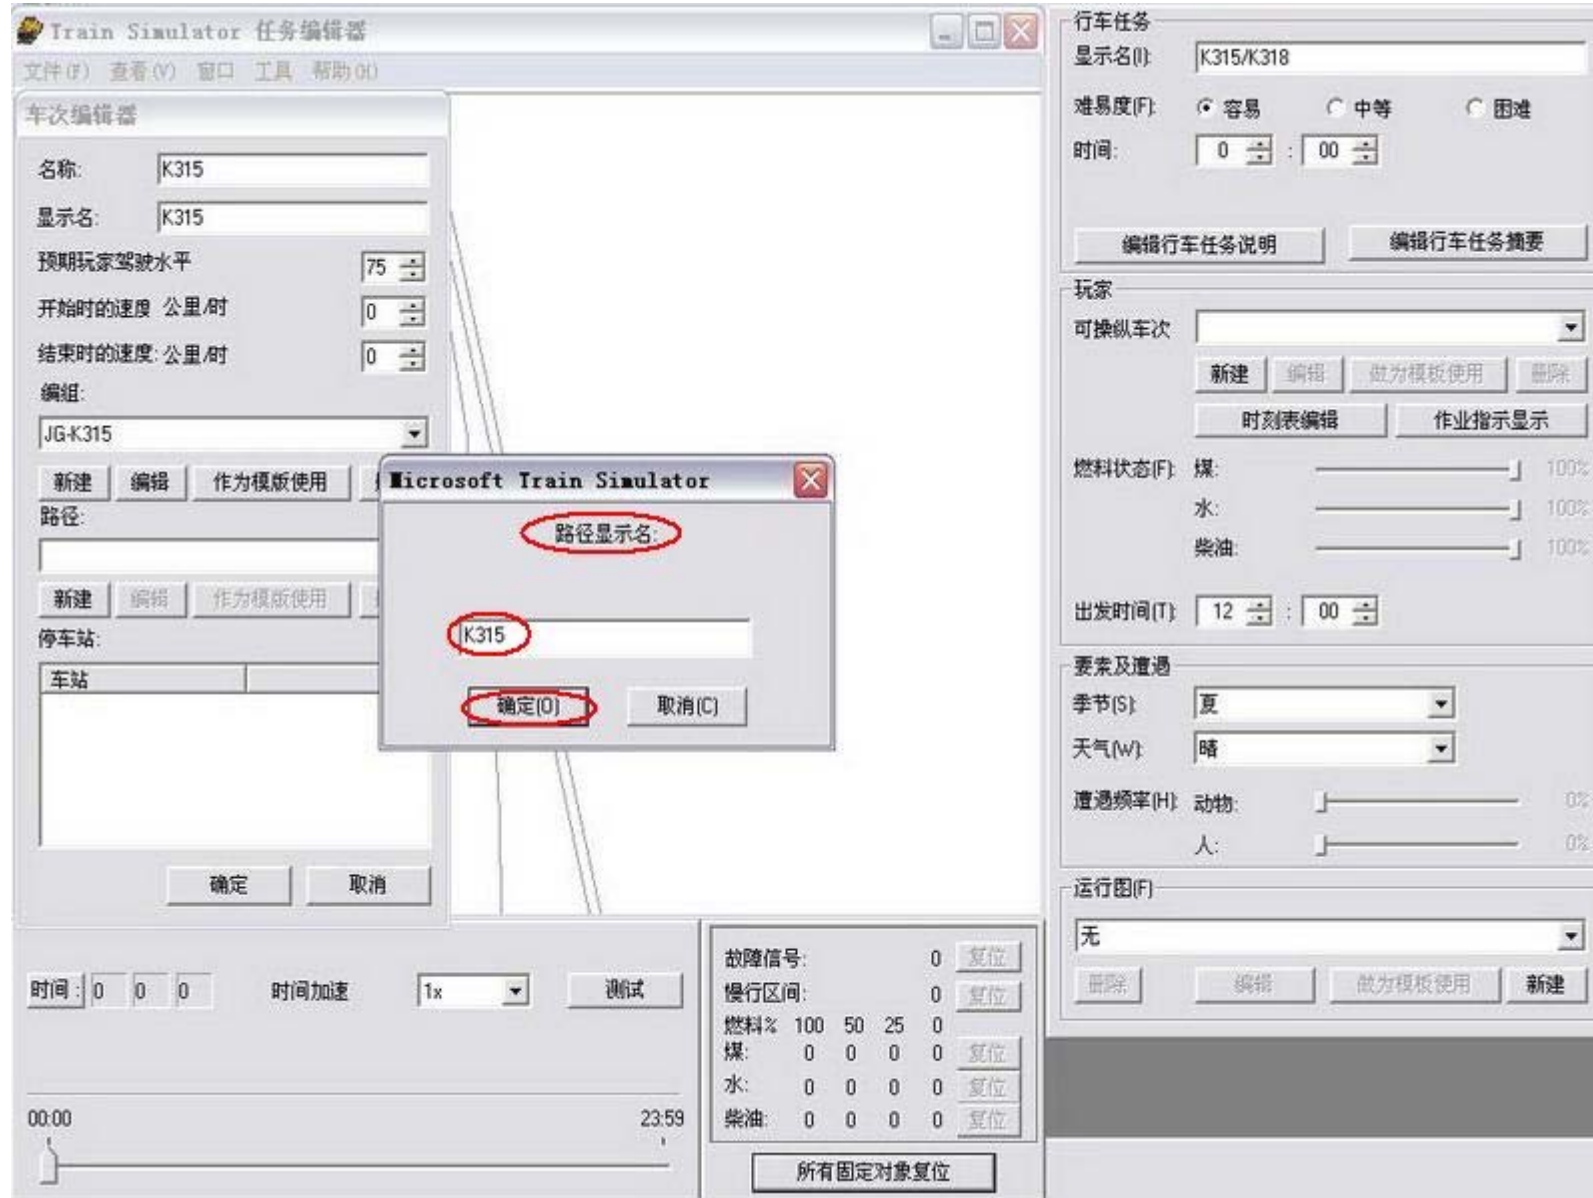 Train Simulator 任务编辑器
文件(F) 查看(V) 窗口 工具 帮助(H)
车次编辑器
名称: K315
显示名: K315
预期玩家驾驶水平 75
开始时的速度 公里/时 0
结束时的速度: 公里/时 0
编组:
JG-K315
新建 编辑 作为模版使用
路径:
新建 编辑 作为模版使用
停车站:
车站
确定 取消
Microsoft Train Simulator
路径显示名:
K315
确定(O) 取消(C)
时间: 0 0 0 时间加速 1x 测试
00:00 23:59
故障信号: 0 复位
慢行区间: 0 复位
燃料% 100 50 25 0
煤: 0 0 0 0 复位
水: 0 0 0 0 复位
柴油: 0 0 0 0 复位
所有固定对象复位
行车任务
显示名(I): K315/K318
难易度(F): 容易 中等 困难
时间: 0 : 00
编辑行车任务说明 编辑行车任务摘要
玩家
可操纵车次
新建 编辑 做为模板使用 删除
时刻表编辑 作业指示显示
燃料状态(F): 煤: 100%
水: 100%
柴油: 100%
出发时间(T): 12 : 00
要素及遭遇
季节(S): 夏
天气(W): 晴
遭遇频率(H): 动物: 0%
人: 0%
运行图(F)
无
删除 编辑 做为模板使用 新建